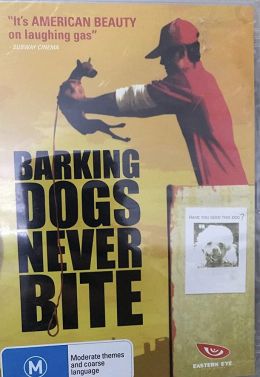 "It's AMERICAN BEAUTY
on laughing gas"
- SUBWAY CINEMA
BARKING
DOGS
NEVER
BITE
HAVE YOU SEEN THIS DOG?
M
Moderate themes
and coarse
language
EASTERN EYE